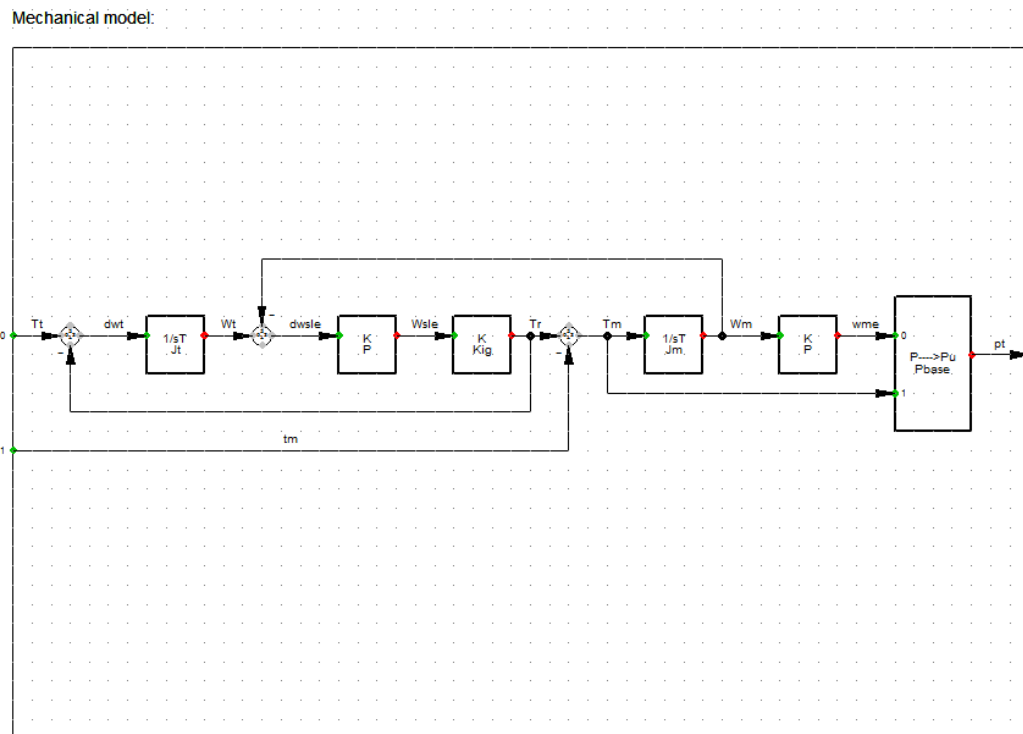 Mechanical model:
0
Tt
dwt
1/sT
Jt
Wt
dwsle
K
P
Wsle
K
Kig
Tr
Tm
1/sT
Jm
Wm
K
P
wme
0
P---->Pu
Pbase
1
pt
1
tm
-
-
-